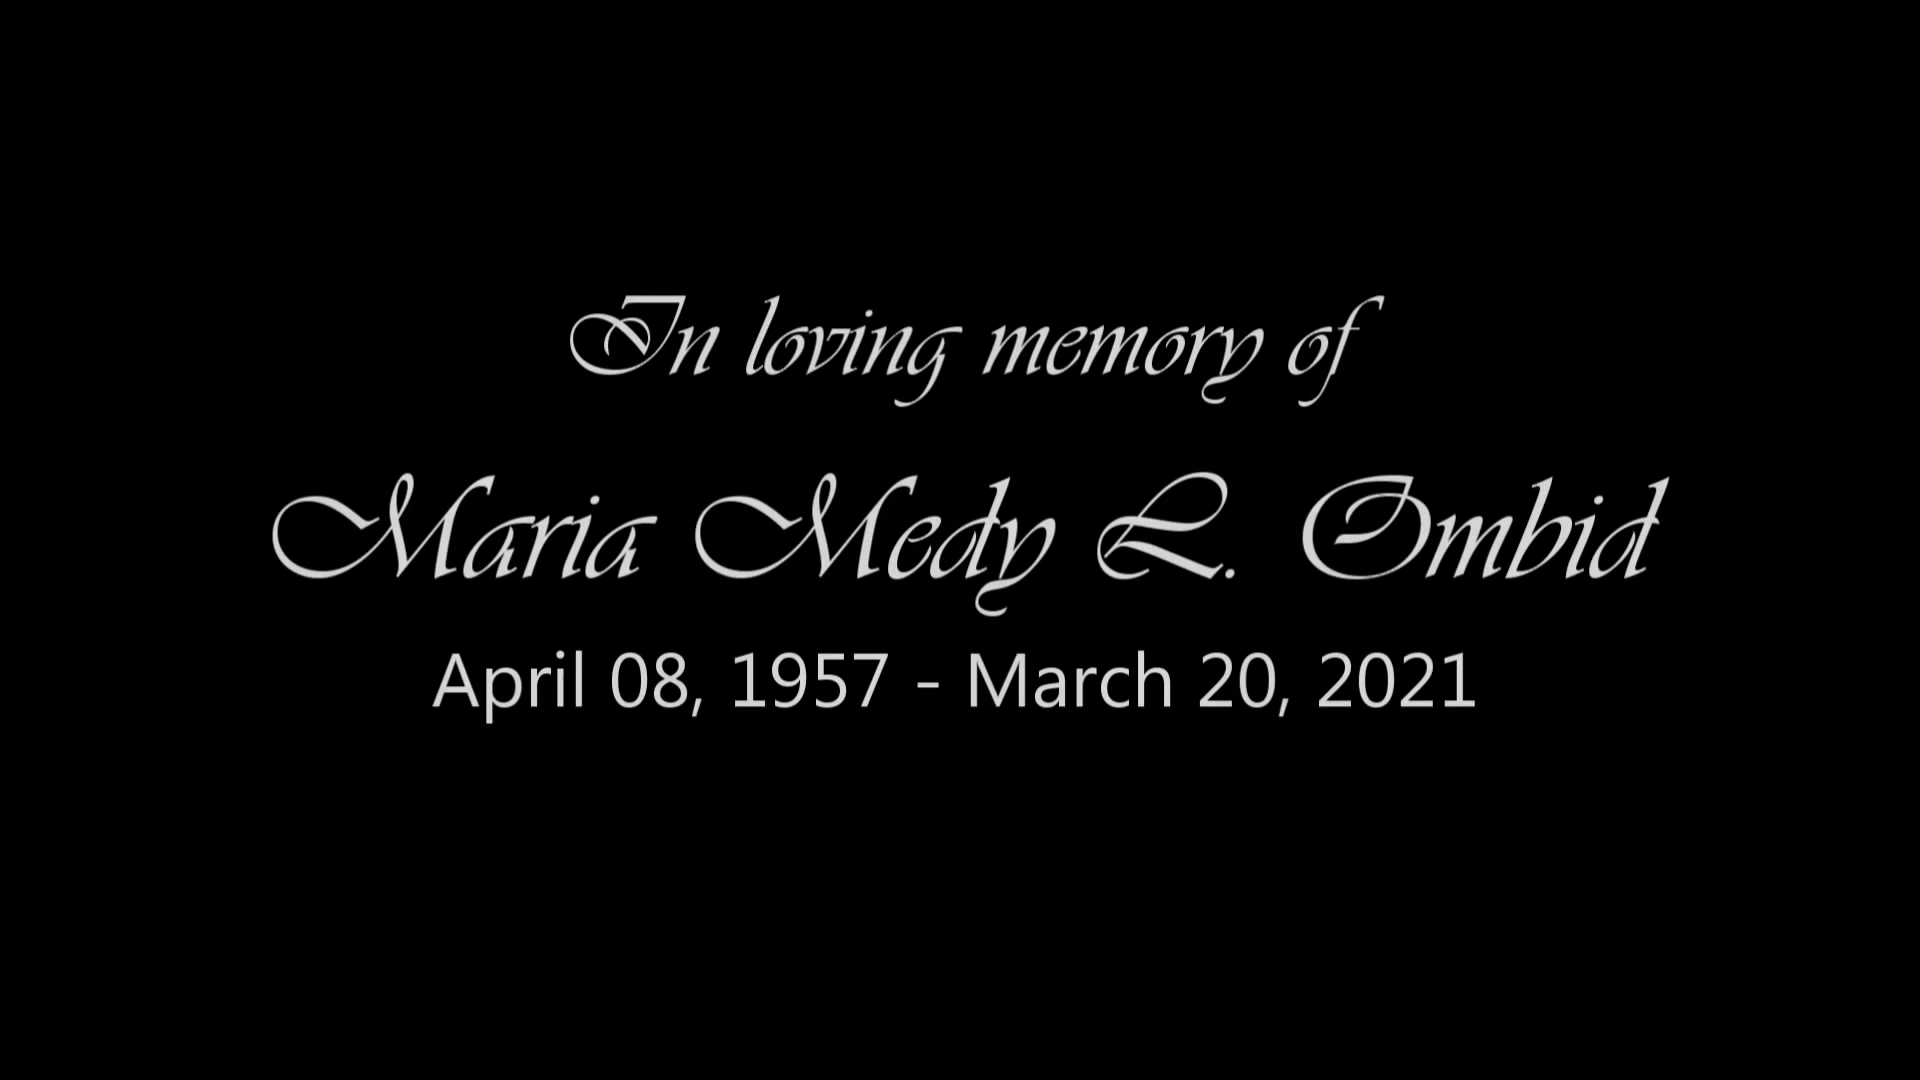 In loving memory of
Maria Medy L. Ombid
April 08, 1957 - March 20, 2021